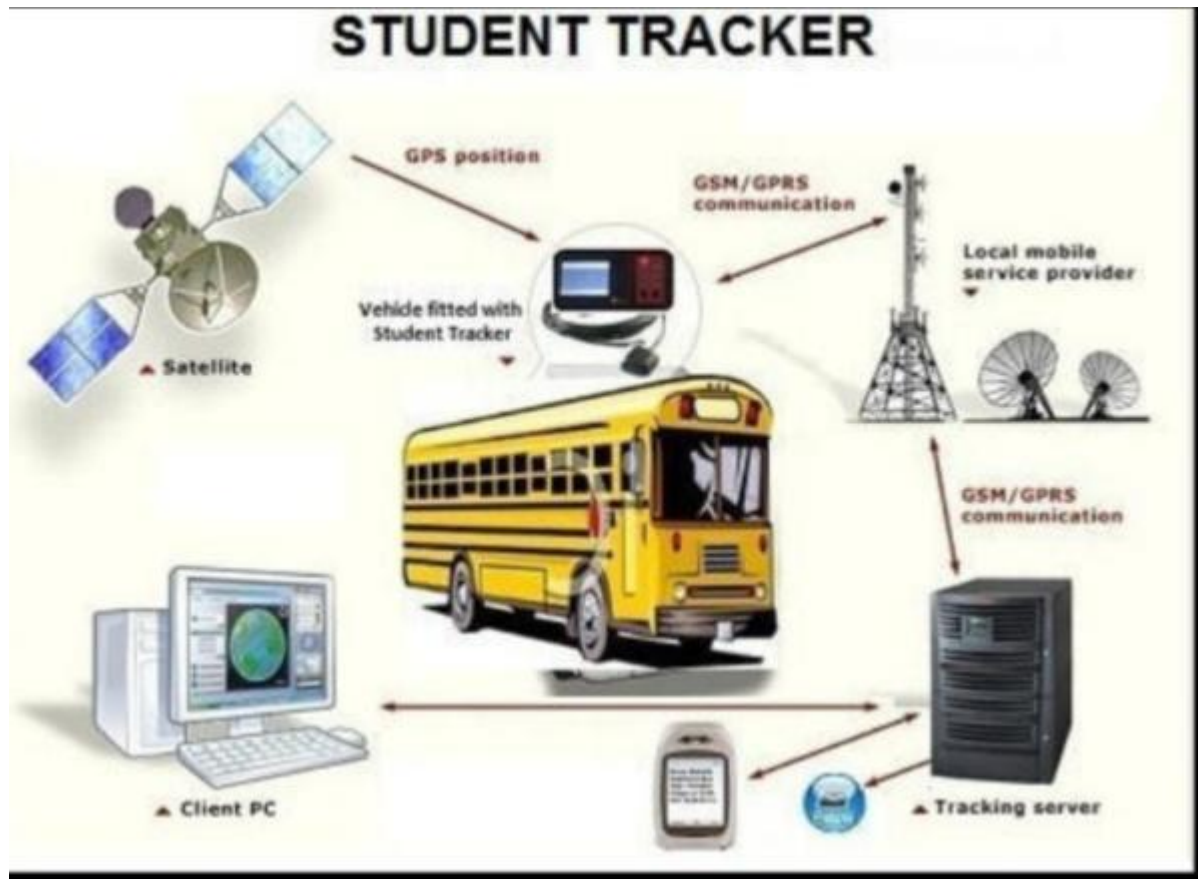 STUDENT TRACKER
GPS position
GSM/GPRS
communication
Local mobile
service provider
Vehicle fitted with
Student Tracker
Satellite
GSM/GPRS
communication
Client PC
Tracking server